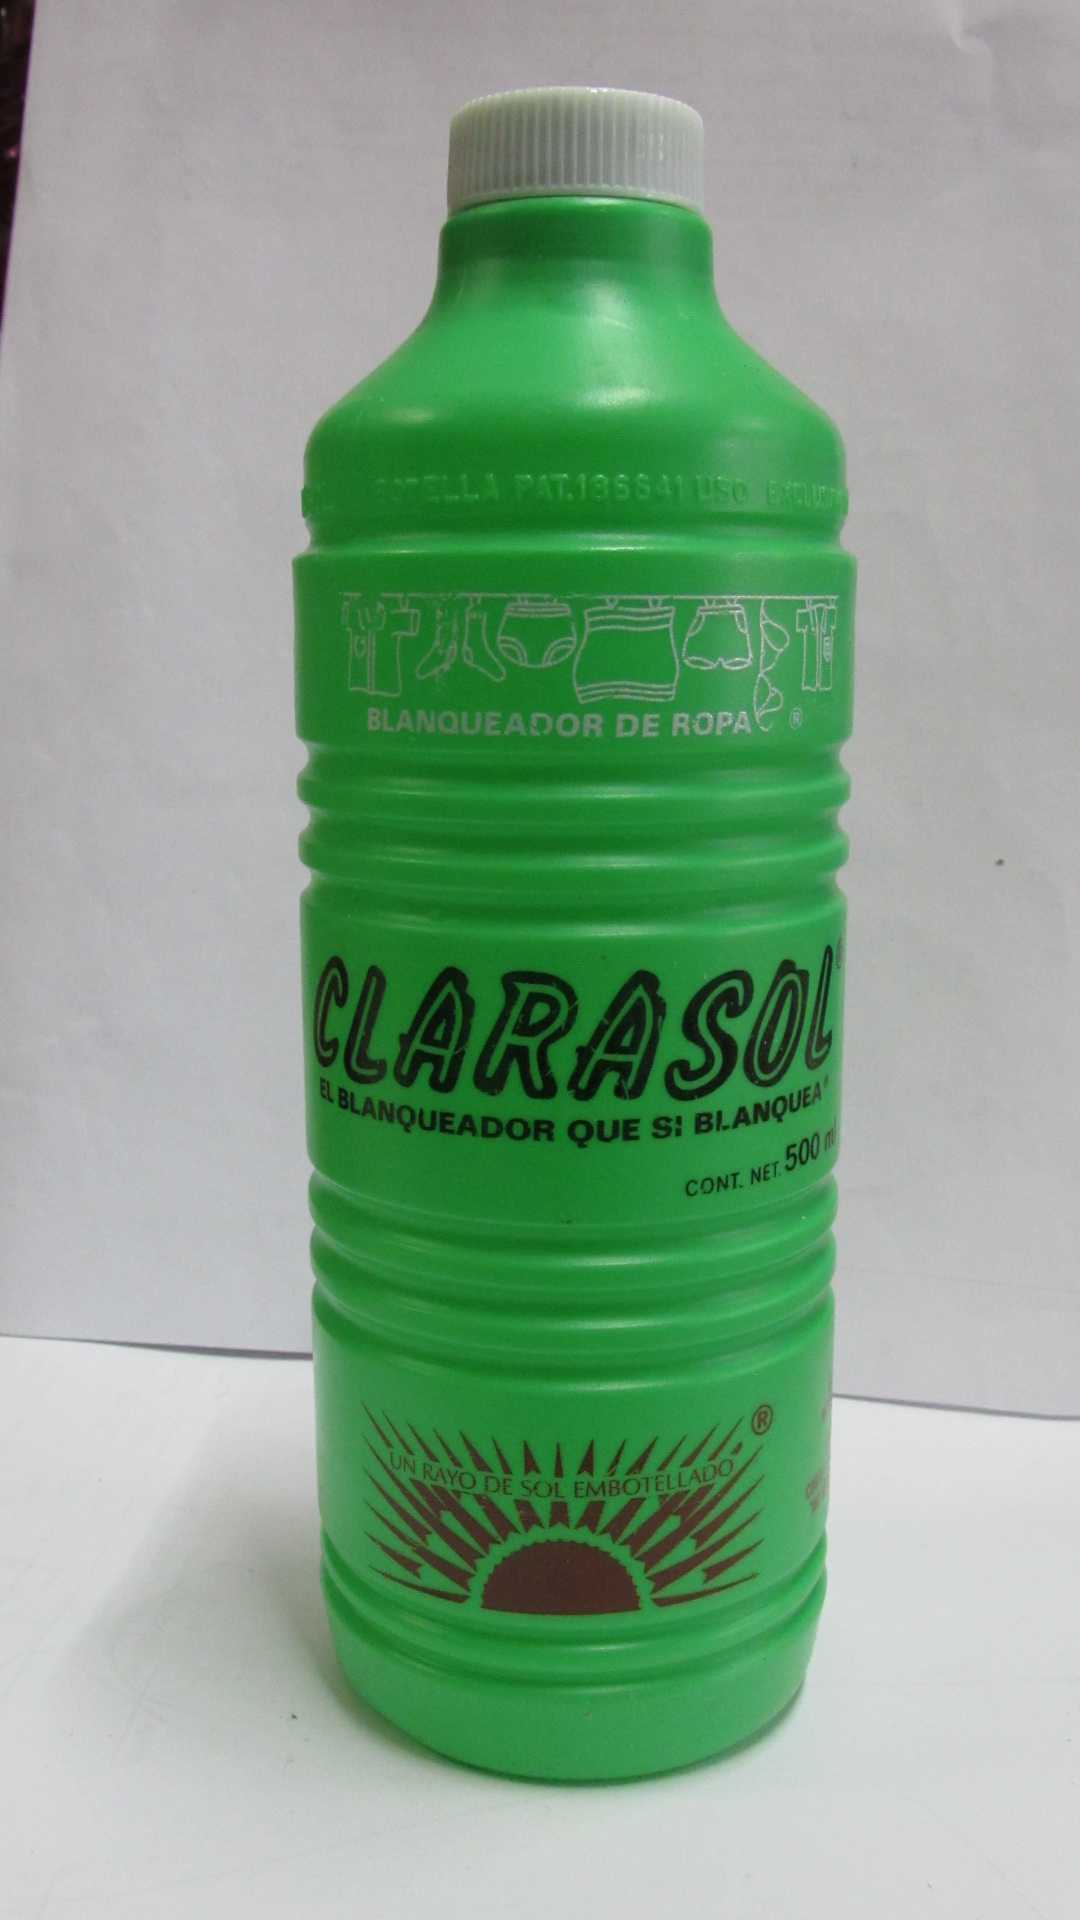 BOTELLA PAT.186641 USO
BLANQUEADOR DE ROPA ®
CLARASOL®
EL BLANQUEADOR QUE SI BLANQUEA®
CONT. NET. 500 ml
®
UN RAYO DE SOL EMBOTELLADO